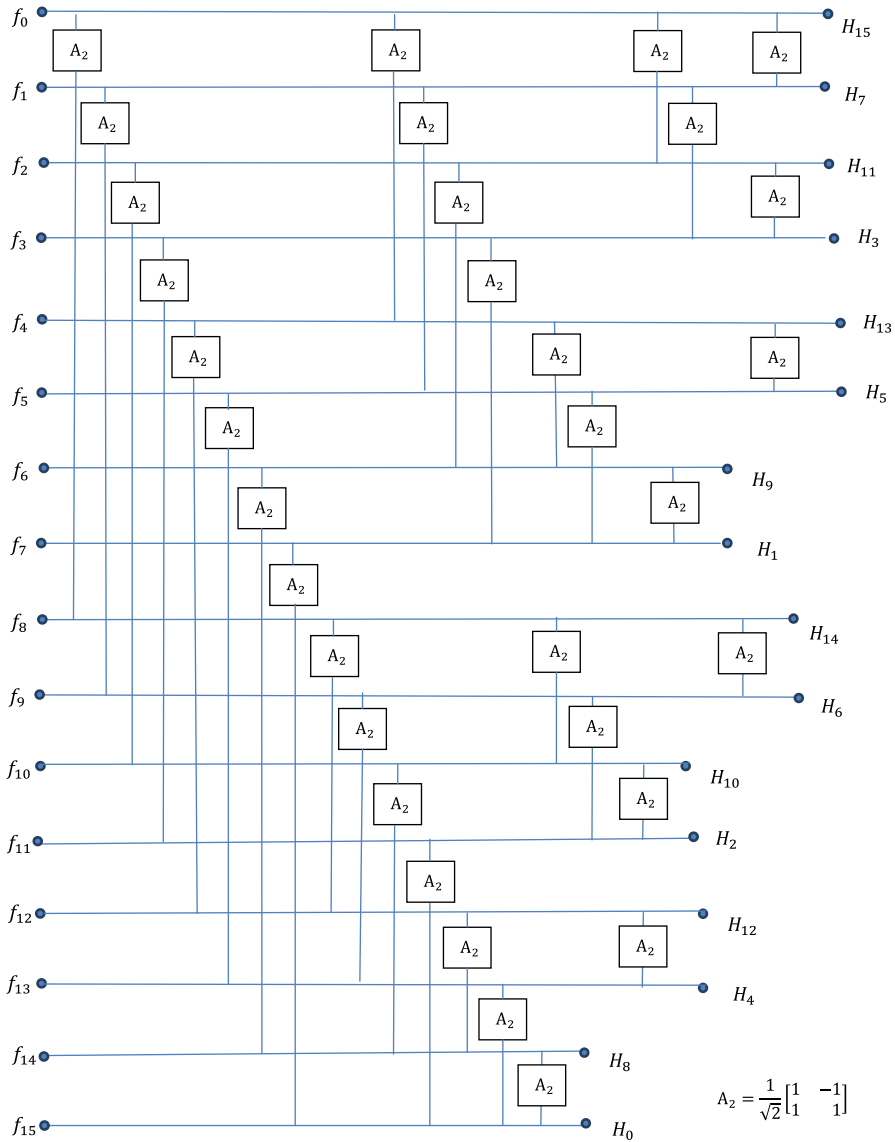 f₀ H₁₅
A₂ A₂ A₂ A₂
f₁ H₇
A₂ A₂ A₂
f₂ H₁₁
A₂ A₂ A₂
f₃ H₃
A₂ A₂
f₄ H₁₃
A₂ A₂ A₂
f₅ H₅
A₂ A₂
f₆ H₉
A₂ A₂
f₇ H₁
A₂
f₈ H₁₄
A₂ A₂ A₂
f₉ H₆
A₂ A₂
f₁₀ H₁₀
A₂ A₂
f₁₁ H₂
A₂
f₁₂ H₁₂
A₂ A₂
f₁₃ H₄
A₂
f₁₄ H₈
A₂
A₂ = 1/√2 [1 −1
1 1]
f₁₅ H₀